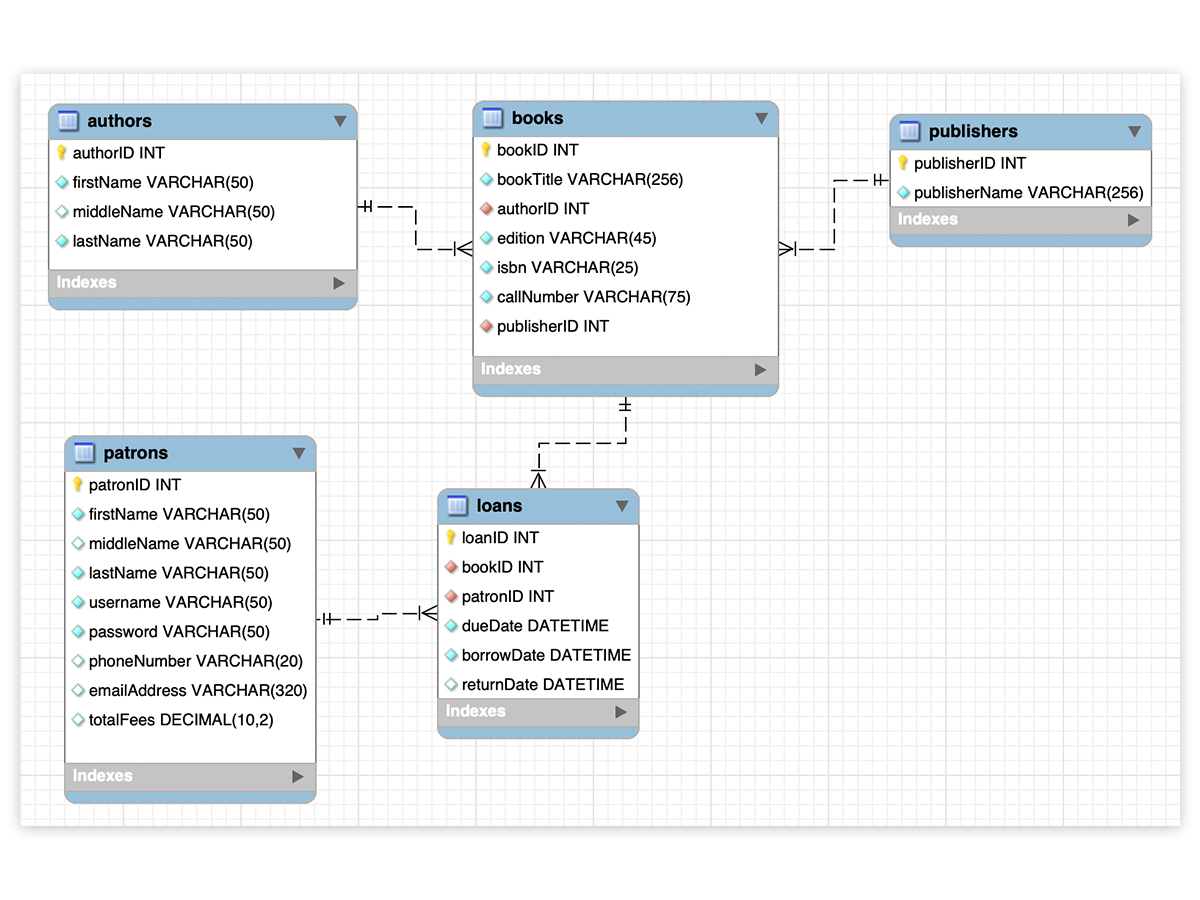 authors
authorID INT
firstName VARCHAR(50)
middleName VARCHAR(50)
lastName VARCHAR(50)
Indexes
books
bookID INT
bookTitle VARCHAR(256)
authorID INT
edition VARCHAR(45)
isbn VARCHAR(25)
callNumber VARCHAR(75)
publisherID INT
Indexes
publishers
publisherID INT
publisherName VARCHAR(256)
Indexes
patrons
patronID INT
firstName VARCHAR(50)
middleName VARCHAR(50)
lastName VARCHAR(50)
username VARCHAR(50)
password VARCHAR(50)
phoneNumber VARCHAR(20)
emailAddress VARCHAR(320)
totalFees DECIMAL(10,2)
Indexes
loans
loanID INT
bookID INT
patronID INT
dueDate DATETIME
borrowDate DATETIME
returnDate DATETIME
Indexes